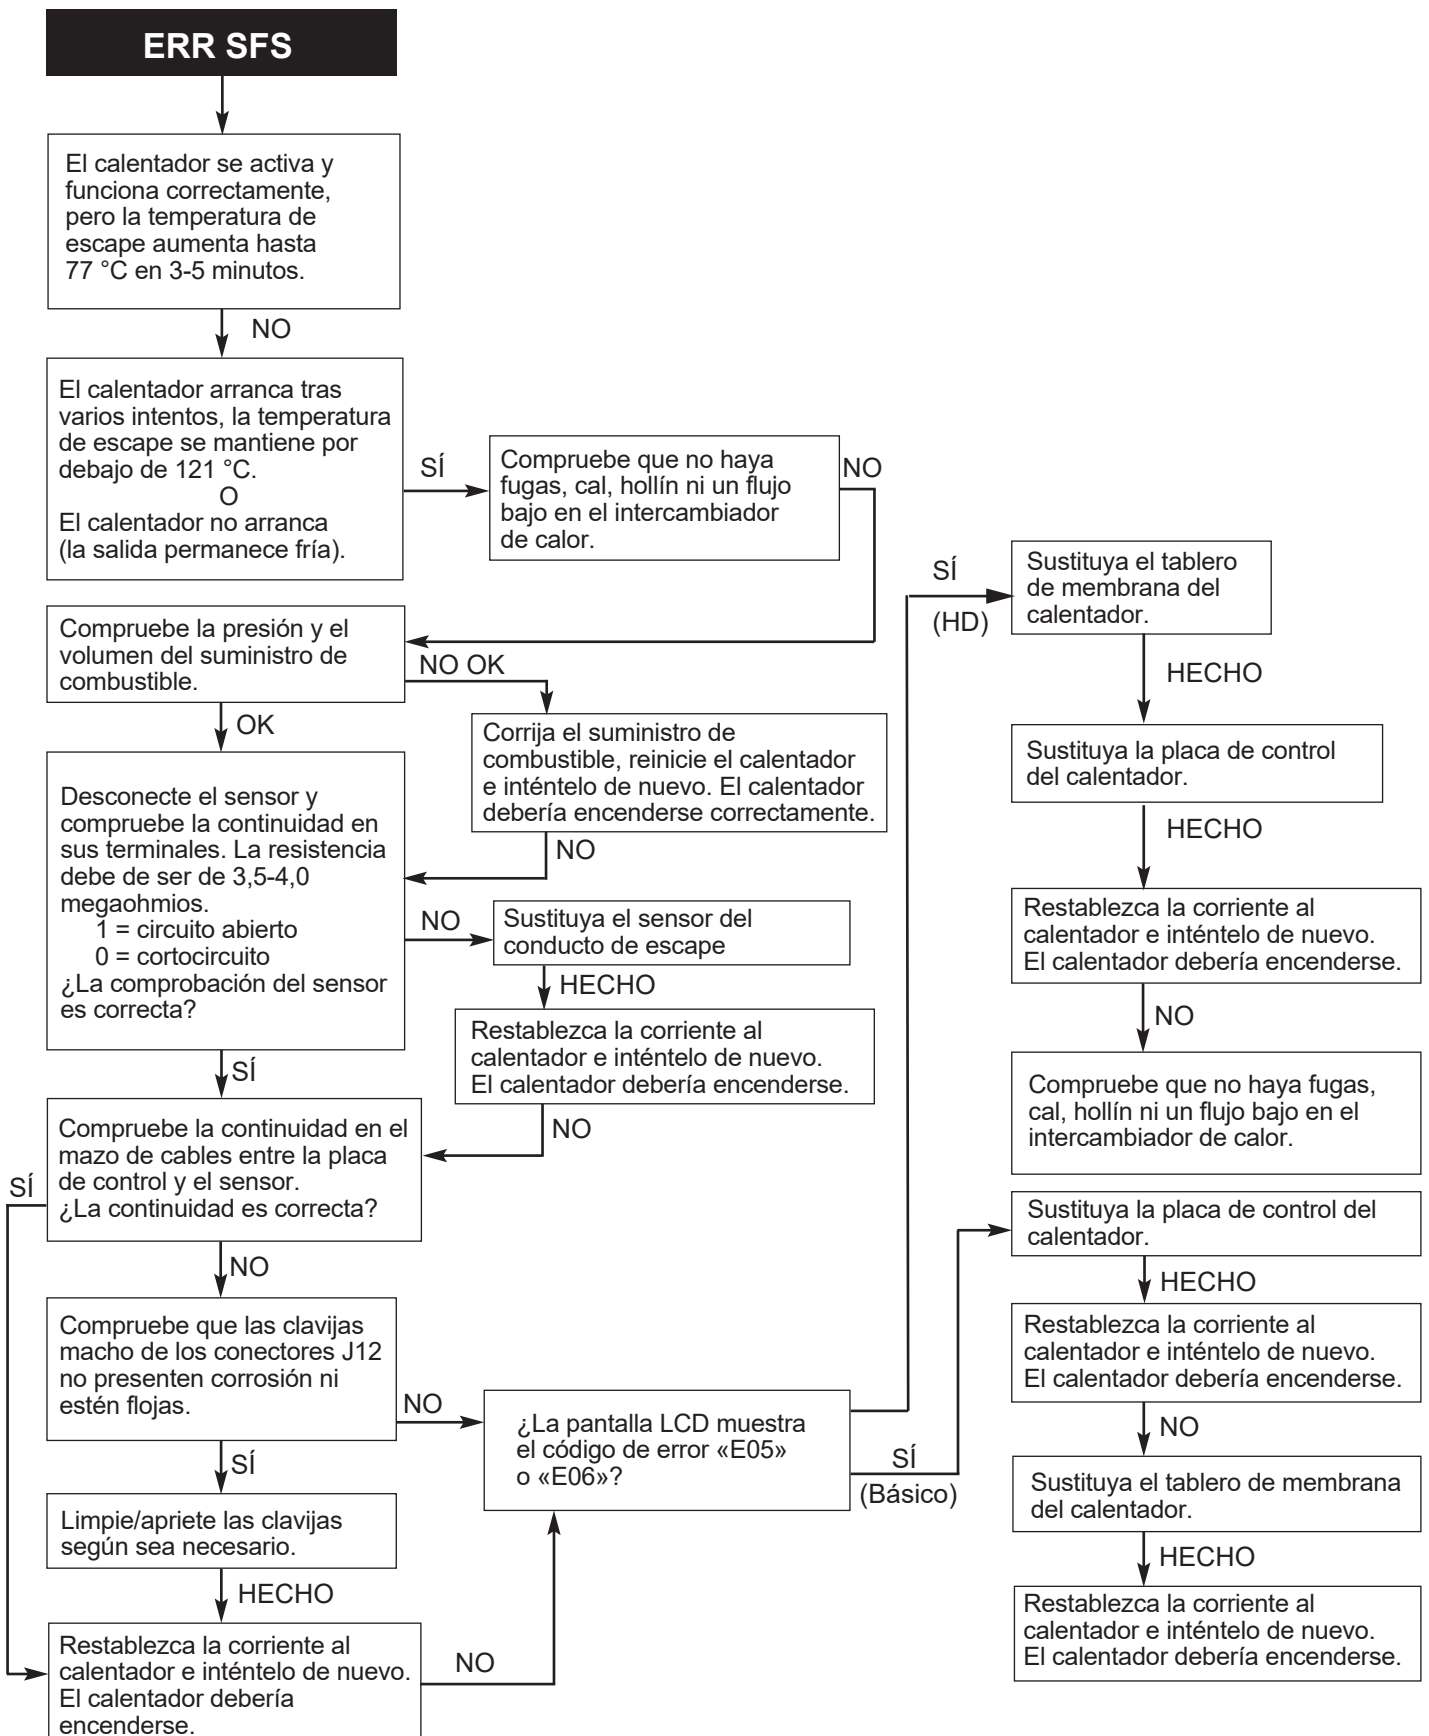 ERR SFS
El calentador se activa y
funciona correctamente,
pero la temperatura de
escape aumenta hasta
77 °C en 3-5 minutos.
NO
El calentador arranca tras
varios intentos, la temperatura
de escape se mantiene por
debajo de 121 °C.
O
El calentador no arranca
(la salida permanece fría).
SÍ
Compruebe que no haya
fugas, cal, hollín ni un flujo
bajo en el intercambiador
de calor.
NO
Compruebe la presión y el
volumen del suministro de
combustible.
NO OK
Corrija el suministro de
combustible, reinicie el calentador
e inténtelo de nuevo. El calentador
debería encenderse correctamente.
NO
OK
Desconecte el sensor y
compruebe la continuidad en
sus terminales. La resistencia
debe de ser de 3,5-4,0
megaohmios.
1 = circuito abierto
0 = cortocircuito
¿La comprobación del sensor
es correcta?
NO
Sustituya el sensor del
conducto de escape
HECHO
Restablezca la corriente al
calentador e inténtelo de nuevo.
El calentador debería encenderse.
NO
SÍ
Compruebe la continuidad en el
mazo de cables entre la placa
de control y el sensor.
¿La continuidad es correcta?
SÍ
NO
Compruebe que las clavijas
macho de los conectores J12
no presenten corrosión ni
estén flojas.
NO
SÍ
Limpie/apriete las clavijas
según sea necesario.
HECHO
Restablezca la corriente al
calentador e inténtelo de nuevo.
El calentador debería
encenderse.
NO
¿La pantalla LCD muestra
el código de error «E05»
o «E06»?
SÍ
(HD)
Sustituya el tablero
de membrana del
calentador.
HECHO
Sustituya la placa de control
del calentador.
HECHO
Restablezca la corriente al
calentador e inténtelo de nuevo.
El calentador debería encenderse.
NO
Compruebe que no haya fugas,
cal, hollín ni un flujo bajo en el
intercambiador de calor.
SÍ
(Básico)
Sustituya la placa de control del
calentador.
HECHO
Restablezca la corriente al
calentador e inténtelo de nuevo.
El calentador debería encenderse.
NO
Sustituya el tablero de membrana
del calentador.
HECHO
Restablezca la corriente al
calentador e inténtelo de nuevo.
El calentador debería encenderse.